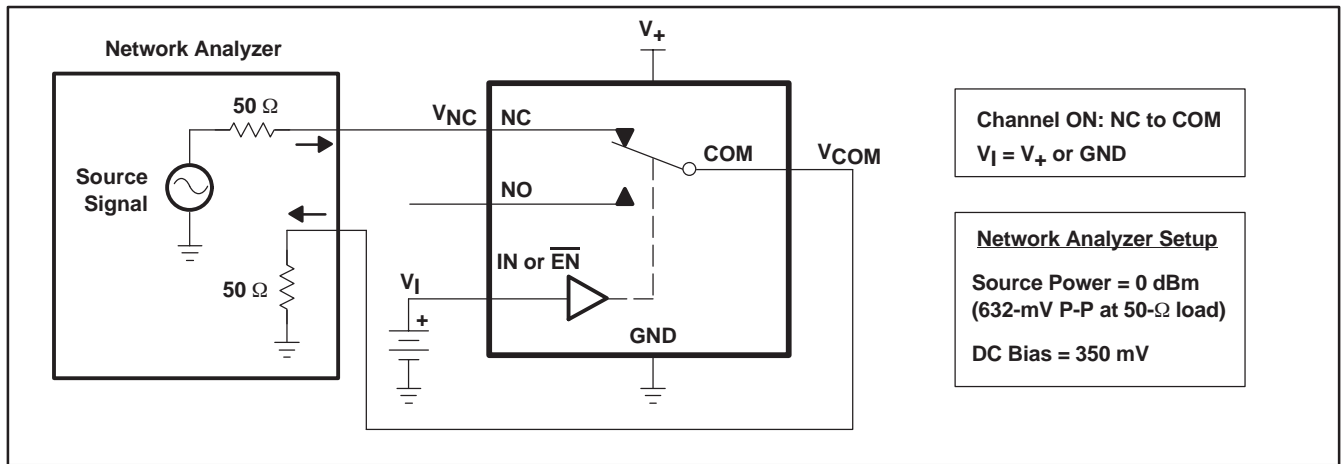 Network Analyzer
50 Ω
Source
Signal
50 Ω
V+
VNC
NC
COM
VCOM
NO
IN or E̅N̅
VI
+
GND
Channel ON: NC to COM
VI = V+ or GND
Network Analyzer Setup
Source Power = 0 dBm
(632-mV P-P at 50-Ω load)
DC Bias = 350 mV